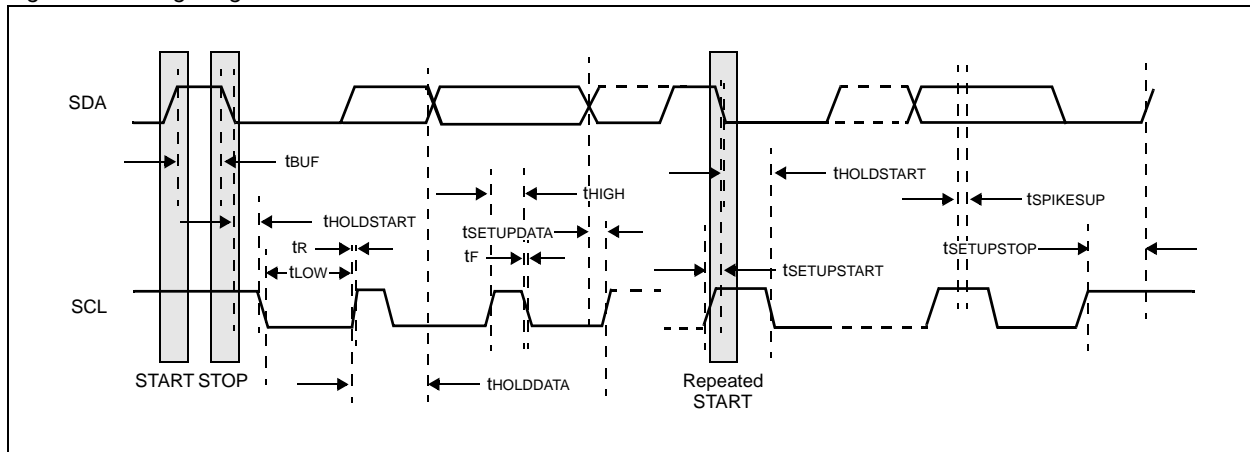 SDA
tBUF
tHOLDSTART
tR
tLOW
tHIGH
tSETUPDATA
tF
tHOLDSTART
tSPIKESUP
tSETUPSTOP
tSETUPSTART
SCL
START STOP
tHOLDDATA
Repeated
START